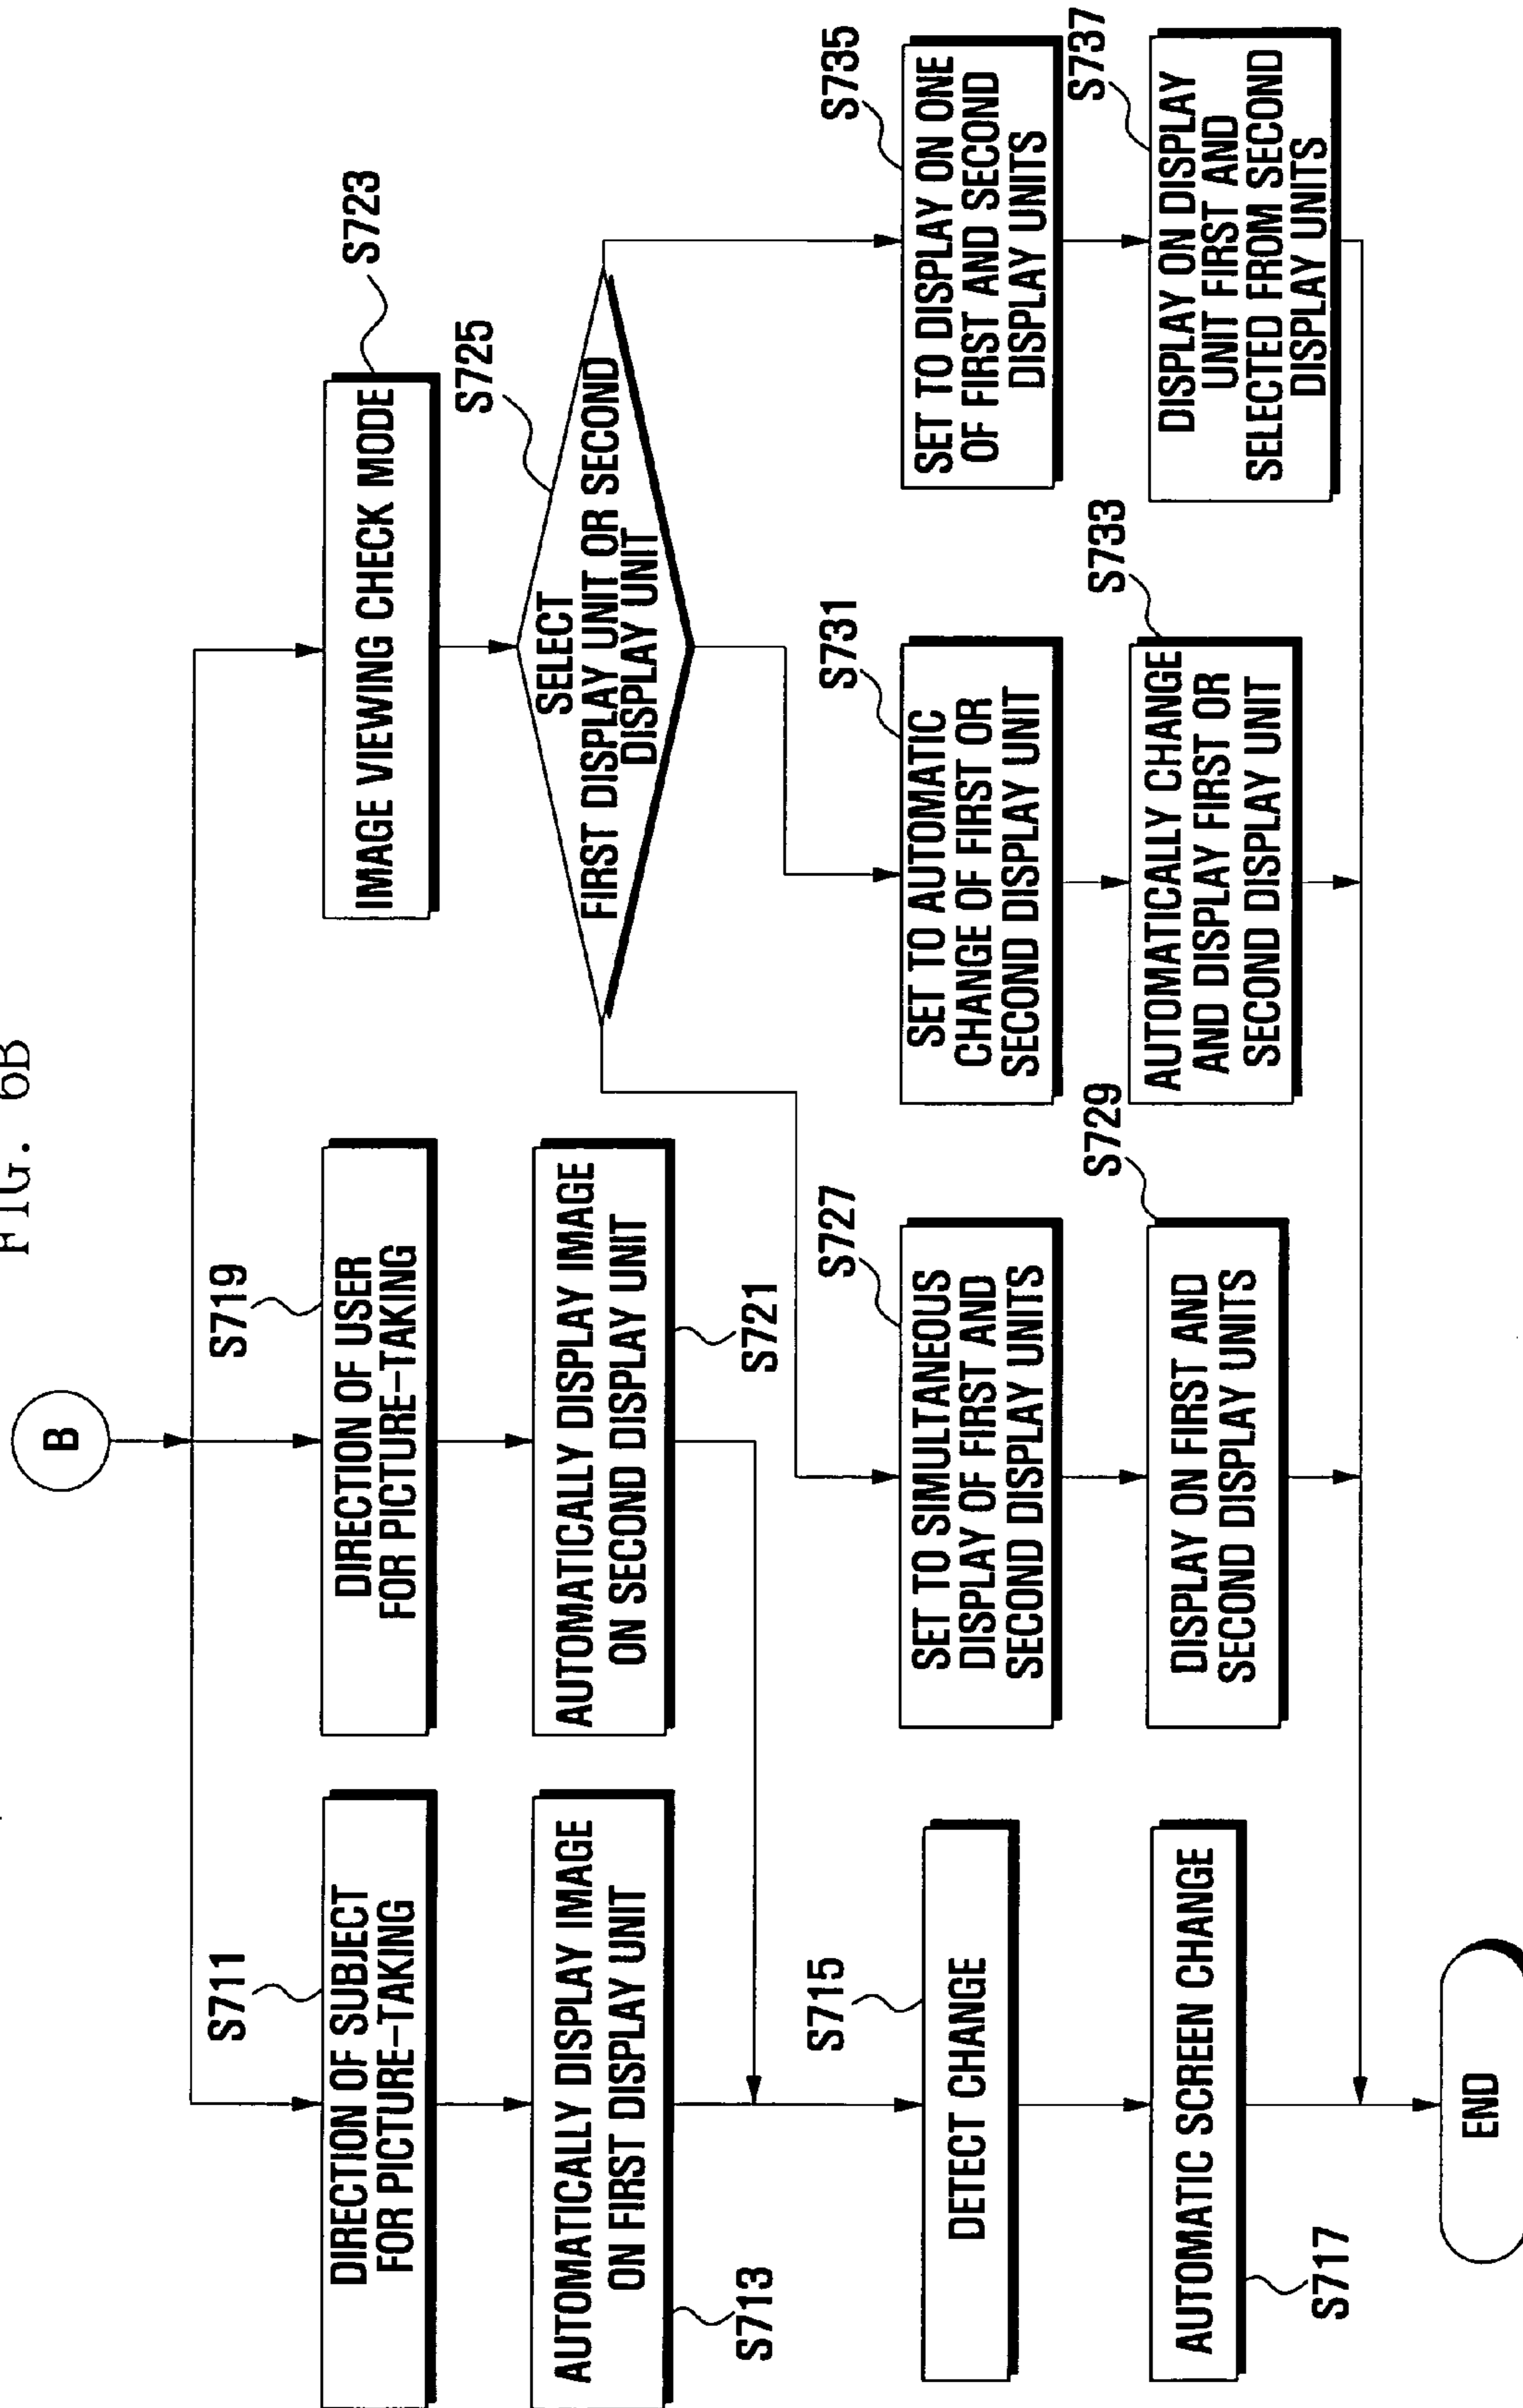 FIG. 6B
B
S711
DIRECTION OF SUBJECT
FOR PICTURE-TAKING
S719
DIRECTION OF USER
FOR PICTURE-TAKING
S723
IMAGE VIEWING CHECK MODE
AUTOMATICALLY DISPLAY IMAGE
ON FIRST DISPLAY UNIT
S713
AUTOMATICALLY DISPLAY IMAGE
ON SECOND DISPLAY UNIT
S721
S725
SELECT
FIRST DISPLAY UNIT OR SECOND
DISPLAY UNIT
S715
DETECT CHANGE
S727
SET TO SIMULTANEOUS
DISPLAY OF FIRST AND
SECOND DISPLAY UNITS
S731
SET TO AUTOMATIC
CHANGE OF FIRST OR
SECOND DISPLAY UNIT
S735
SET TO DISPLAY ON ONE
OF FIRST AND SECOND
DISPLAY UNITS
AUTOMATIC SCREEN CHANGE
S717
S729
DISPLAY ON FIRST AND
SECOND DISPLAY UNITS
S733
AUTOMATICALLY CHANGE
AND DISPLAY FIRST OR
SECOND DISPLAY UNIT
S737
DISPLAY ON DISPLAY
UNIT FIRST AND
SELECTED FROM SECOND
DISPLAY UNITS
END